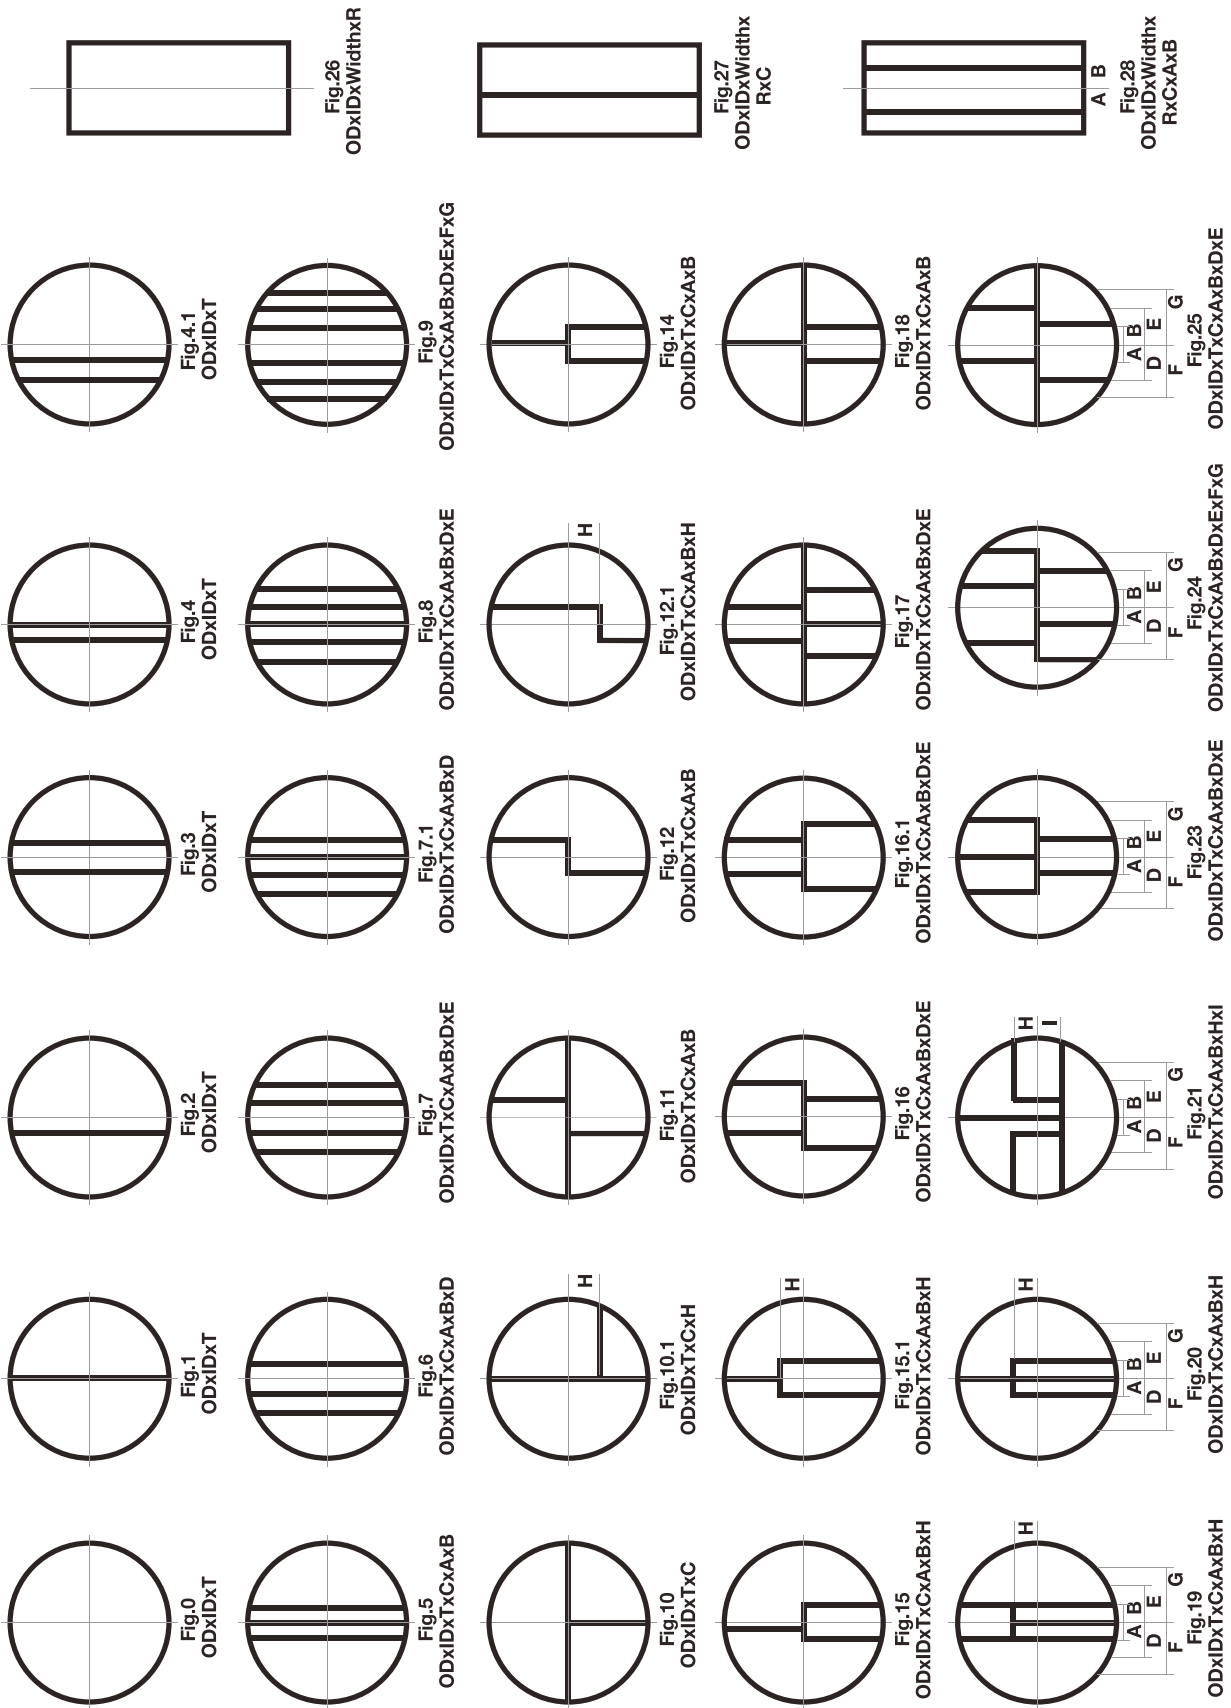 Fig.0
ODxIDxT
Fig.1
ODxIDxT
Fig.2
ODxIDxT
Fig.3
ODxIDxT
Fig.4
ODxIDxT
Fig.4.1
ODxIDxT
Fig.26
ODxIDxWidthxR
Fig.5
ODxIDxTxCxAxB
Fig.6
ODxIDxTxCxAxBxD
Fig.7
ODxIDxTxCxAxBxDxE
Fig.7.1
ODxIDxTxCxAxBxD
Fig.8
ODxIDxTxCxAxBxDxE
Fig.9
ODxIDxTxCxAxBxDxExFxG
Fig.10
ODxIDxTxC
H
Fig.10.1
ODxIDxTxCxH
Fig.11
ODxIDxTxCxAxB
Fig.12
ODxIDxTxCxAxB
H
Fig.12.1
ODxIDxTxCxAxBxH
Fig.14
ODxIDxTxCxAxB
Fig.27
ODxIDxWidthx
RxC
Fig.15
ODxIDxTxCxAxBxH
H
Fig.15.1
ODxIDxTxCxAxBxH
Fig.16
ODxIDxTxCxAxBxDxE
Fig.16.1
ODxIDxTxCxAxBxDxE
Fig.17
ODxIDxTxCxAxBxDxE
Fig.18
ODxIDxTxCxAxB
H
A B
D E
F G
Fig.19
ODxIDxTxCxAxBxH
H
A B
D E
F G
Fig.20
ODxIDxTxCxAxBxH
H
I
A B
D E
F G
Fig.21
ODxIDxTxCxAxBxHxI
A B
D E
F G
Fig.23
ODxIDxTxCxAxBxDxE
A B
D E
F G
Fig.24
ODxIDxTxCxAxBxDxExFxG
A B
D E
F G
Fig.25
ODxIDxTxCxAxBxDxE
A B
Fig.28
ODxIDxWidthx
RxCxAxB